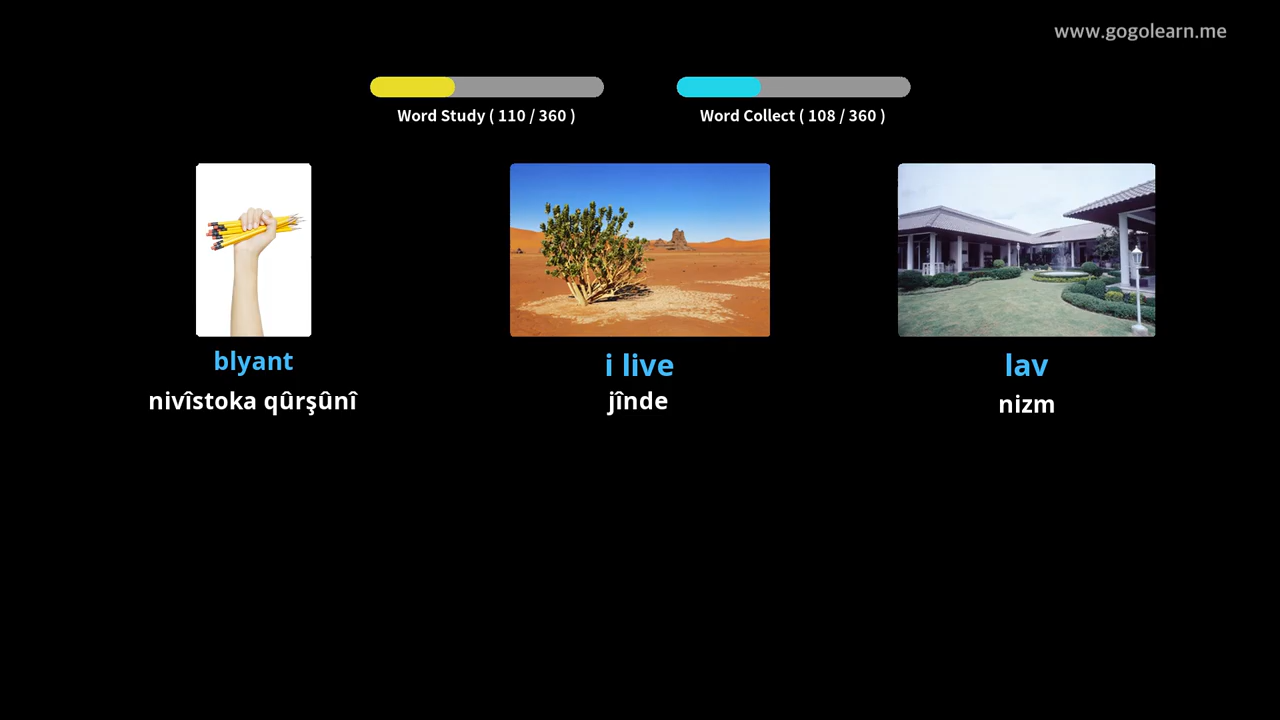 www.gogolearn.me
Word Study ( 110 / 360 )
Word Collect ( 108 / 360 )
blyant
nivîstoka qûrşûnî
i live
jînde
lav
nizm